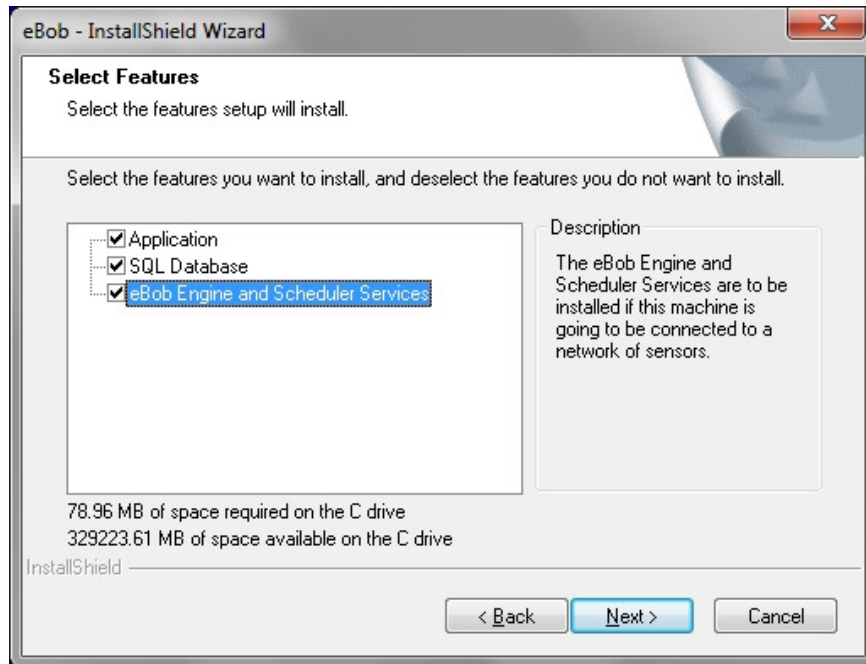 eBob - InstallShield Wizard
Select Features
Select the features setup will install.
Select the features you want to install, and deselect the features you do not want to install.
Application
SQL Database
eBob Engine and Scheduler Services
Description
The eBob Engine and
Scheduler Services are to be
installed if this machine is
going to be connected to a
network of sensors.
78.96 MB of space required on the C drive
329223.61 MB of space available on the C drive
InstallShield
< Back
Next >
Cancel